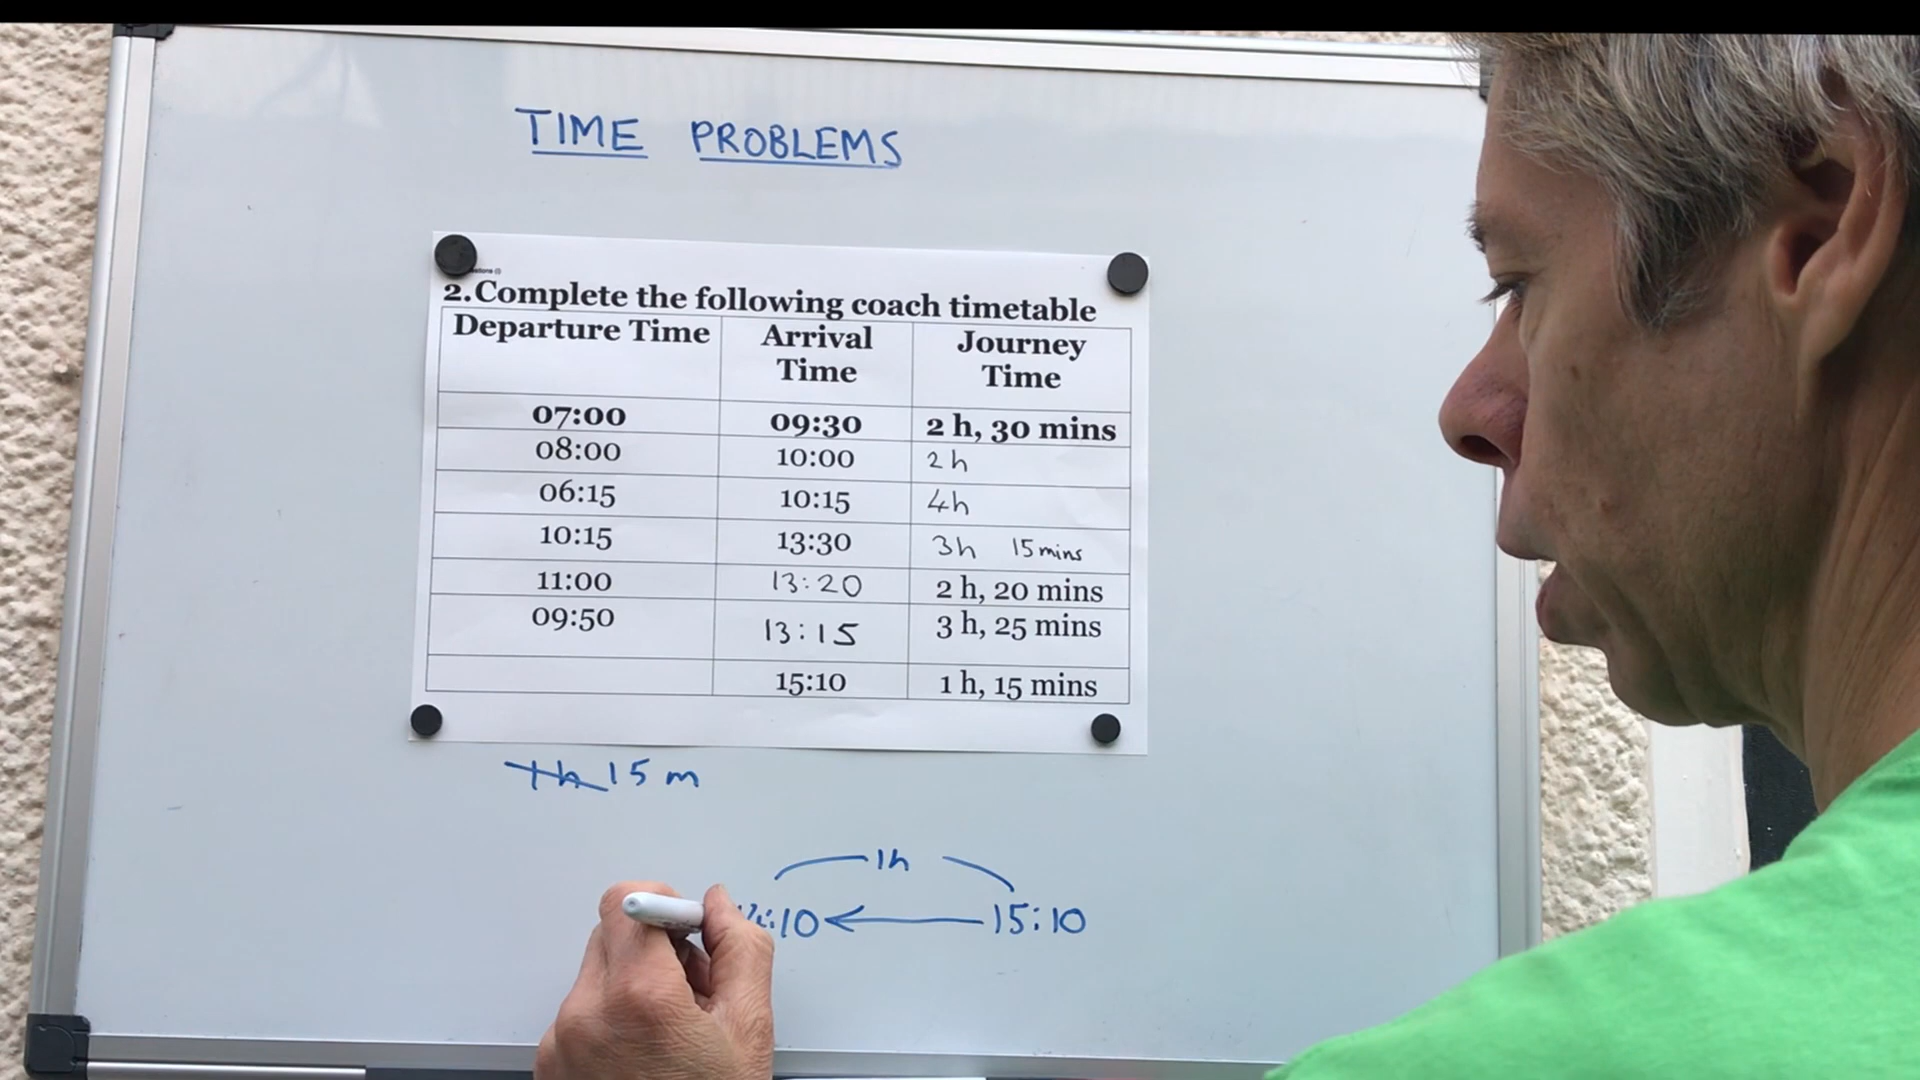 TIME PROBLEMS
2.Complete the following coach timetable
Departure Time Arrival Time Journey Time
07:00 09:30 2 h, 30 mins
08:00 10:00 2h
06:15 10:15 4h
10:15 13:30 3h 15mins
11:00 13:20 2 h, 20 mins
09:50 13:15 3 h, 25 mins
15:10 1 h, 15 mins
1h 15m
1h
:10 15:10